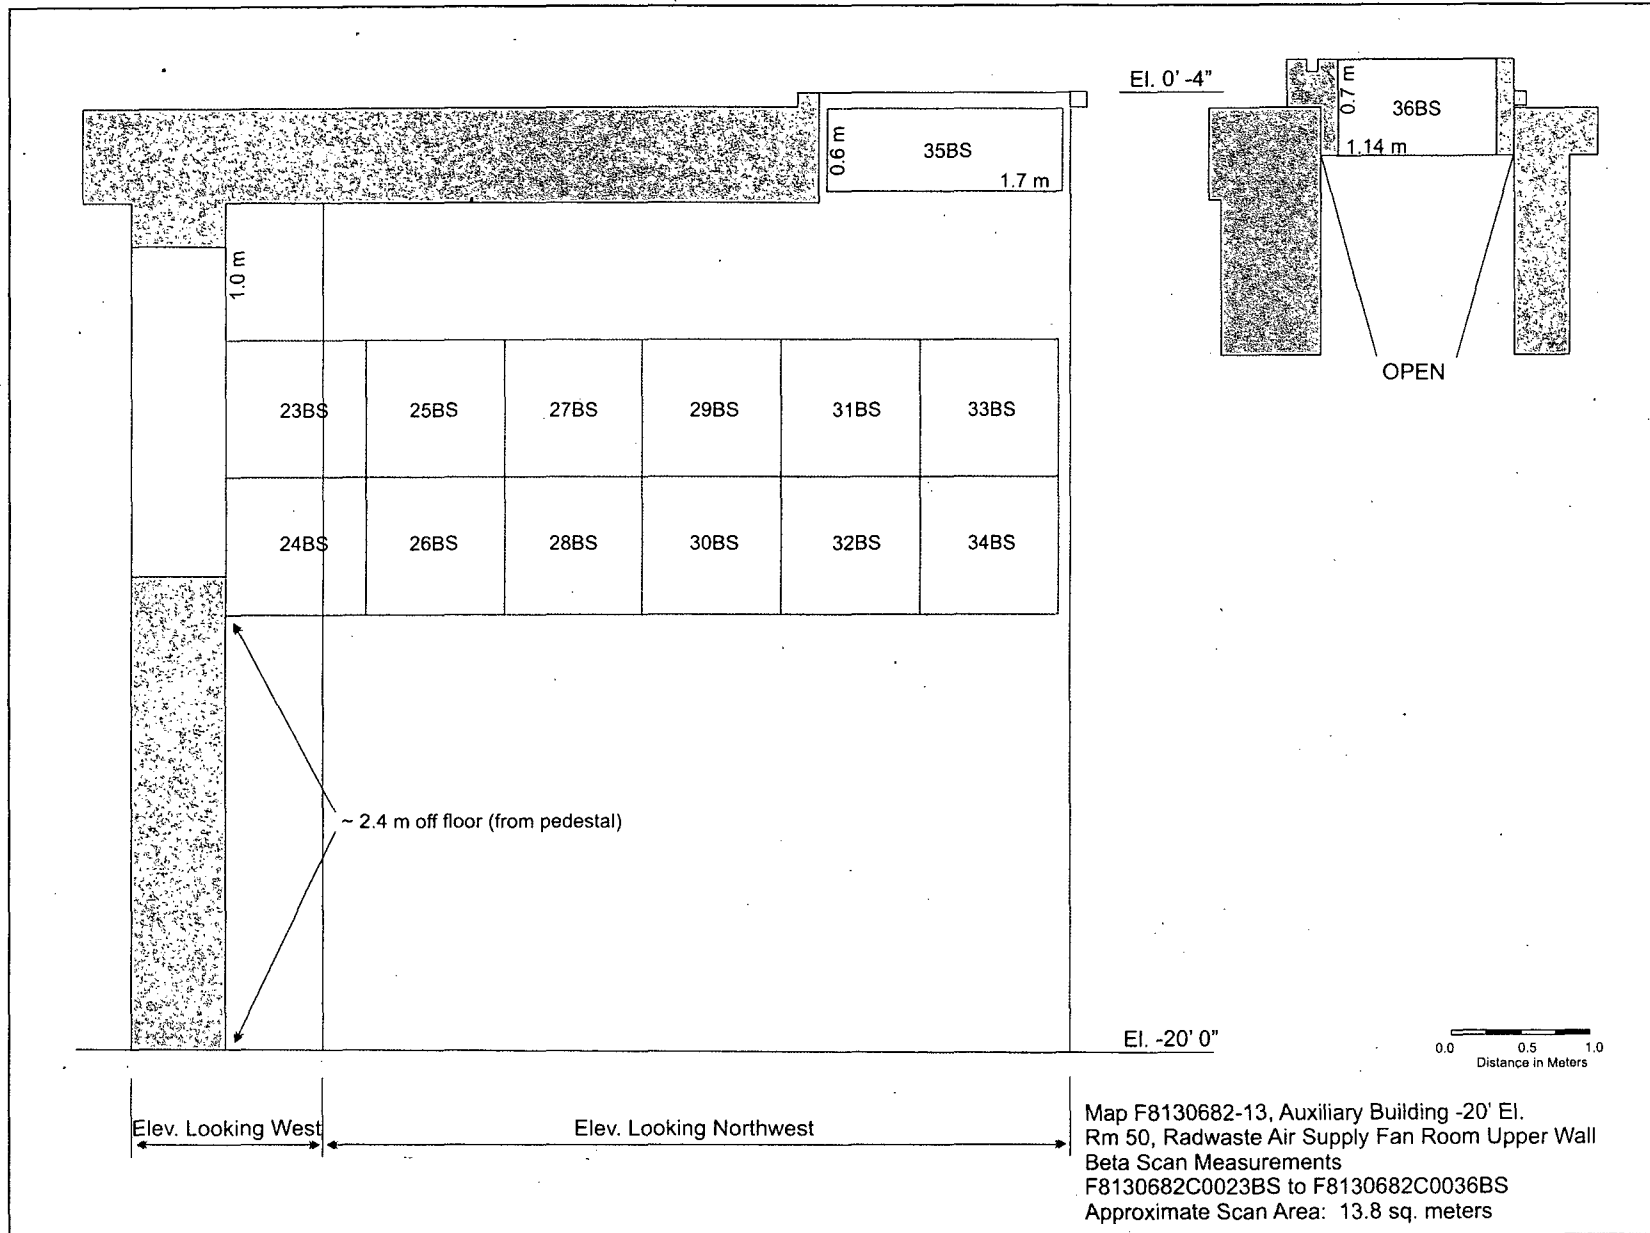 El. 0' -4"
0.7 m
36BS
1.14 m
0.6 m
35BS
1.7 m
OPEN
1.0 m
23BS 25BS 27BS 29BS 31BS 33BS
24BS 26BS 28BS 30BS 32BS 34BS
~ 2.4 m off floor (from pedestal)
El. -20' 0"
0.0 0.5 1.0
Distance in Meters
Elev. Looking West
Elev. Looking Northwest
Map F8130682-13, Auxiliary Building -20' El.
Rm 50, Radwaste Air Supply Fan Room Upper Wall
Beta Scan Measurements
F8130682C0023BS to F8130682C0036BS
Approximate Scan Area: 13.8 sq. meters